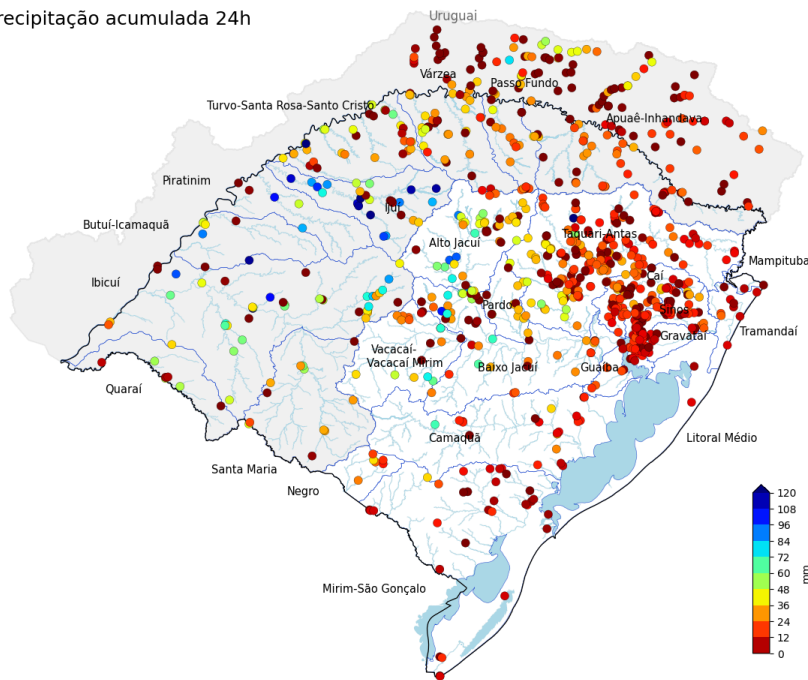 recipitação acumulada 24h
Uruguai
Várzea
Passo Fundo
Turvo-Santa Rosa-Santo Cristo
Apuaê-Inhandava
Piratinim
Ijuí
Butuí-Icamaquã
Alto Jacuí
Taquari-Antas
Mampituba
Ibicuí
Caí
Pardo
Sinos
Tramandaí
Gravataí
Vacacaí-
Vacacaí Mirim
Baixo Jacuí
Guaíba
Quaraí
Camaquã
Litoral Médio
Santa Maria
Negro
Mirim-São Gonçalo
120
108
96
84
72
60
48
36
24
12
0
mm